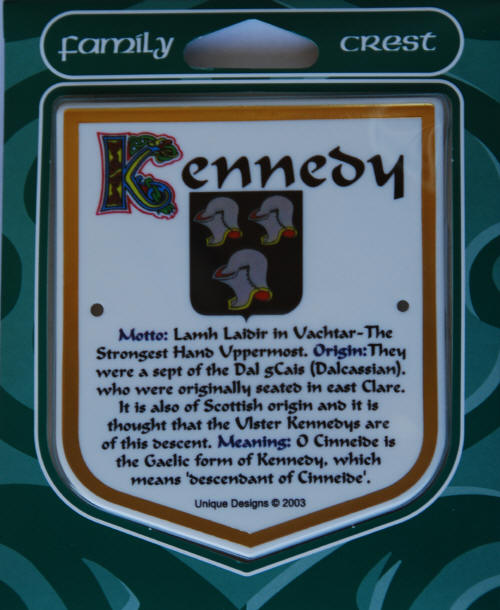 Family Crest
Kennedy
Motto: Lamh Laidir in Uachtar-The
Strongest Hand Uppermost. Origin:They
were a sept of the Dal gCais (Dalcassian).
who were originally seated in east Clare.
It is also of Scottish origin and it is
thought that the Ulster Kennedys are
of this descent. Meaning: O Cinneide is
the Gaelic form of Kennedy, which
means 'descendant of Cinneide'.
Unique Designs © 2003